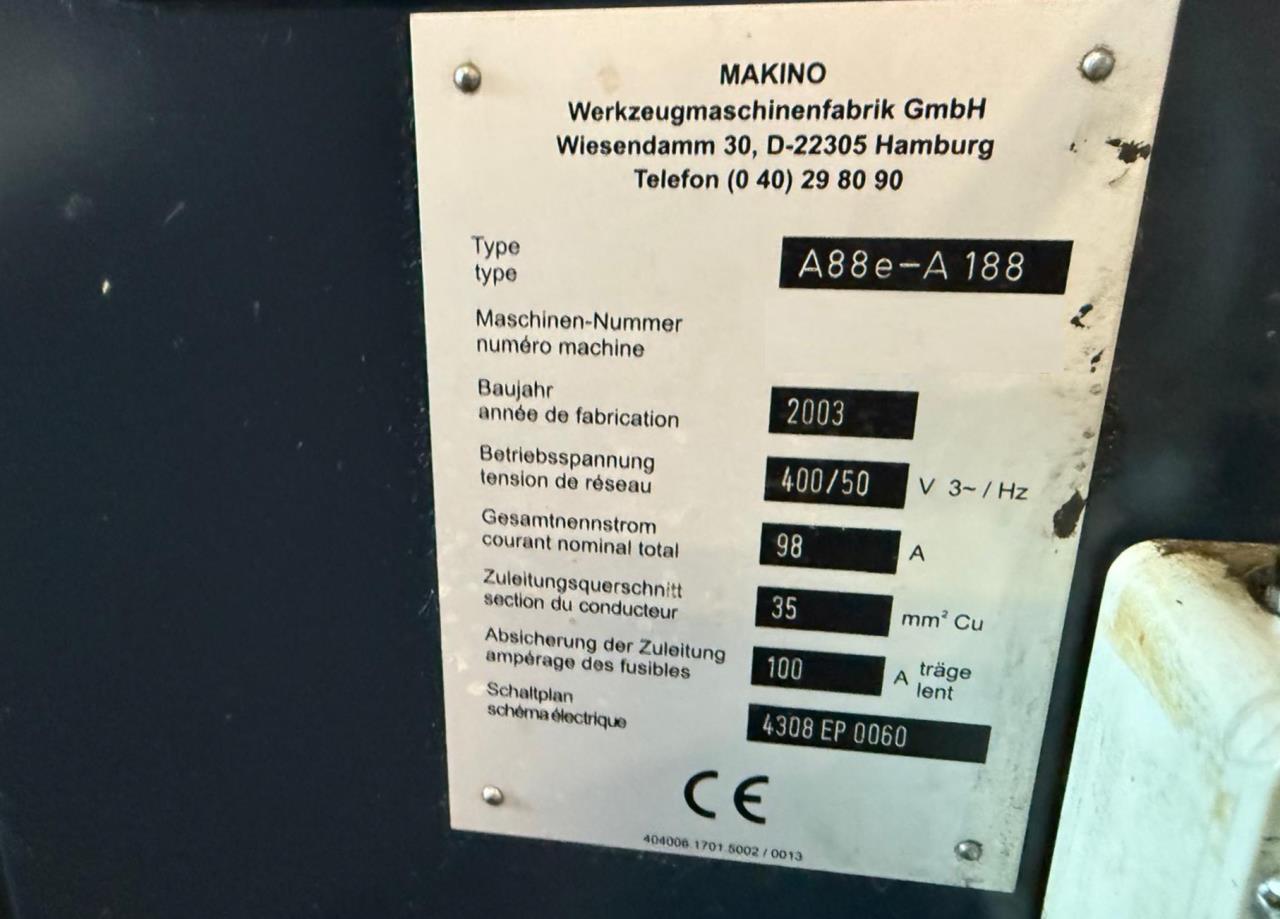 MAKINO
Werkzeugmaschinenfabrik GmbH
Wiesendamm 30, D-22305 Hamburg
Telefon (0 40) 29 80 90
Type
type
A88e-A 188
Maschinen-Nummer
numéro machine
Baujahr
année de fabrication
2003
Betriebsspannung
tension de réseau
400/50 V 3~ / Hz
Gesamtnennstrom
courant nominal total
98 A
Zuleitungsquerschnitt
section du conducteur
35 mm² Cu
Absicherung der Zuleitung
ampérage des fusibles
100 A träge
lent
Schaltplan
schéma électrique
4308 EP 0060
CE
404006 1701 5002 / 0013